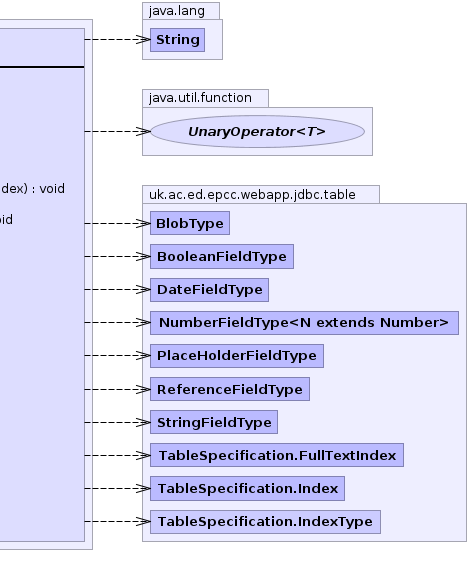 java.lang
String
java.util.function
UnaryOperator<T>
ndex) : void
oid
uk.ac.ed.epcc.webapp.jdbc.table
BlobType
BooleanFieldType
DateFieldType
NumberFieldType<N extends Number>
PlaceHolderFieldType
ReferenceFieldType
StringFieldType
TableSpecification.FullTextIndex
TableSpecification.Index
TableSpecification.IndexType